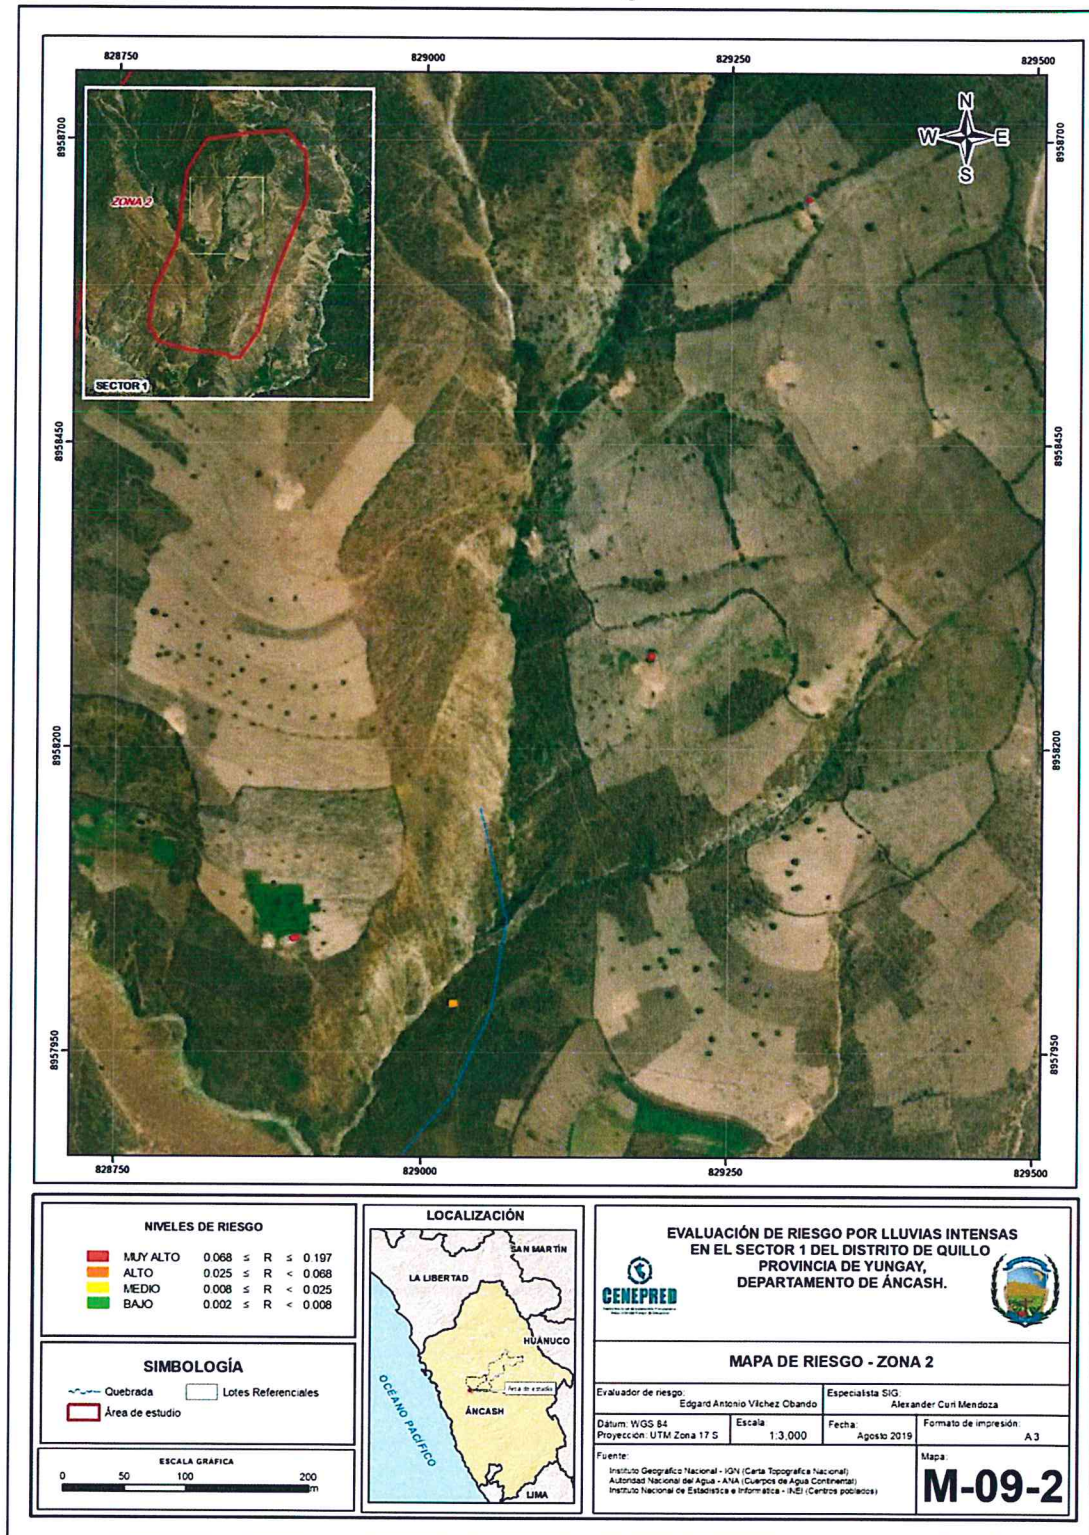 828750
829000
829250
829500
8958700
8958700
N
W
E
S
ZONA 2
SECTOR 1
8958450
8958450
8958200
8958200
8957950
8957950
828750
829000
829250
829500
NIVELES DE RIESGO
MUY ALTO 0.068 ≤ R ≤ 0.197
ALTO 0.025 ≤ R < 0.068
MEDIO 0.008 ≤ R < 0.025
BAJO 0.002 ≤ R < 0.008
SIMBOLOGÍA
Quebrada
Lotes Referenciales
Área de estudio
ESCALA GRÁFICA
0 50 100 200
m
LOCALIZACIÓN
SAN MARTÍN
LA LIBERTAD
HUÁNUCO
Área de estudio
ÁNCASH
OCÉANO PACÍFICO
LIMA
EVALUACIÓN DE RIESGO POR LLUVIAS INTENSAS
EN EL SECTOR 1 DEL DISTRITO DE QUILLO
PROVINCIA DE YUNGAY,
DEPARTAMENTO DE ÁNCASH.
CENEPRED
MAPA DE RIESGO - ZONA 2
Evaluador de riesgo:
Edgard Antonio Vilchez Obando
Especialista SIG:
Alexander Curi Mendoza
Dátum: WGS 84
Proyección: UTM Zona 17 S
Escala:
1:3,000
Fecha:
Agosto 2019
Formato de impresión:
A3
Fuente:
Instituto Geográfico Nacional - IGN (Carta Topográfica Nacional)
Autoridad Nacional del Agua - ANA (Cuerpos de Agua Continental)
Instituto Nacional de Estadística e Informática - INEI (Centros poblados)
Mapa:
M-09-2